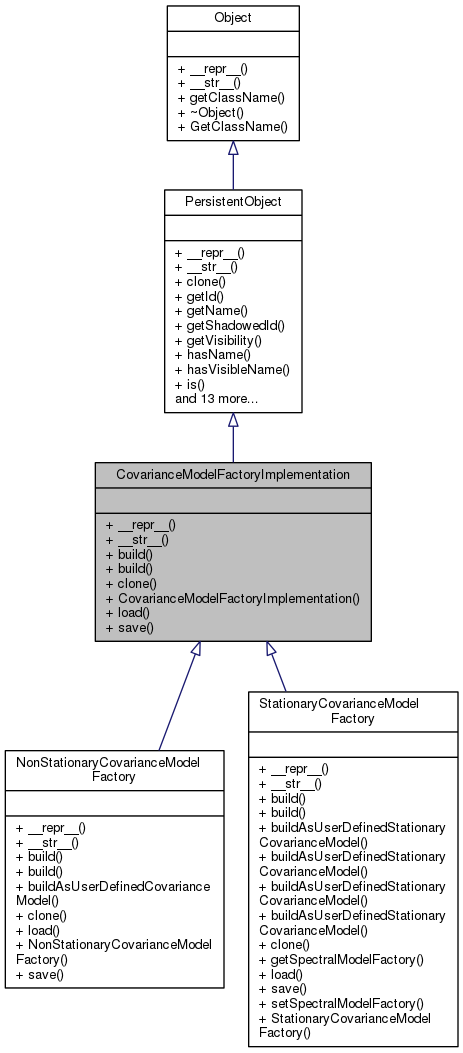 Object
+ __repr__()
+ __str__()
+ getClassName()
+ ~Object()
+ GetClassName()
PersistentObject
+ __repr__()
+ __str__()
+ clone()
+ getId()
+ getName()
+ getShadowedId()
+ getVisibility()
+ hasName()
+ hasVisibleName()
+ is()
and 13 more...
CovarianceModelFactoryImplementation
+ __repr__()
+ __str__()
+ build()
+ build()
+ clone()
+ CovarianceModelFactoryImplementation()
+ load()
+ save()
NonStationaryCovarianceModel
Factory
+ __repr__()
+ __str__()
+ build()
+ build()
+ buildAsUserDefinedCovariance
Model()
+ clone()
+ load()
+ NonStationaryCovarianceModel
Factory()
+ save()
StationaryCovarianceModel
Factory
+ __repr__()
+ __str__()
+ build()
+ build()
+ buildAsUserDefinedStationary
CovarianceModel()
+ buildAsUserDefinedStationary
CovarianceModel()
+ buildAsUserDefinedStationary
CovarianceModel()
+ buildAsUserDefinedStationary
CovarianceModel()
+ clone()
+ getSpectralModelFactory()
+ load()
+ save()
+ setSpectralModelFactory()
+ StationaryCovarianceModel
Factory()